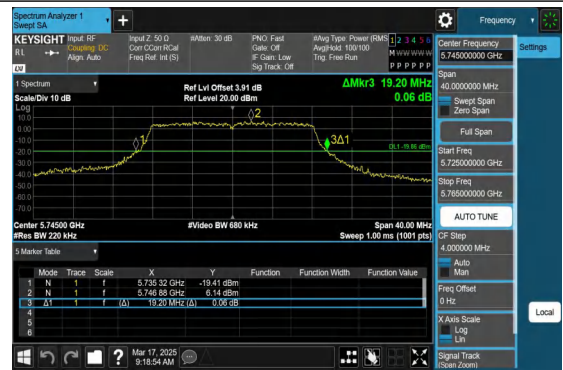 Spectrum Analyzer 1
Swept SA
+
Frequency
KEYSIGHT
RL
Input: RF
Coupling: DC
Align: Auto
Input Z: 50 Ω
Corr CCorr RCal
Freq Ref: Int (S)
#Atten: 30 dB
PNO: Fast
Gate: Off
IF Gain: Low
Sig Track: Off
#Avg Type: Power (RMS
Avg|Hold: 100/100
Trig: Free Run
1 2 3 4 5 6
M W W W W W
P P P P P P
LXI
1 Spectrum
Scale/Div 10 dB
Ref Lvl Offset 3.91 dB
Ref Level 20.00 dBm
ΔMkr3 19.20 MHz
0.06 dB
Log
10.0
0.00
-10.0
-20.0
-30.0
-40.0
-50.0
-60.0
-70.0
1
2
3Δ1
DL1 -19.86 dBm
Center 5.74500 GHz
#Res BW 220 kHz
#Video BW 680 kHz
Span 40.00 MHz
Sweep 1.00 ms (1001 pts)
5 Marker Table
Mode Trace Scale X Y Function Function Width Function Value
1 N 1 f 5.735 32 GHz -19.41 dBm
2 N 1 f 5.746 88 GHz 6.14 dBm
3 Δ1 1 f (Δ) 19.20 MHz (Δ) 0.06 dB
4
5
6
Mar 17, 2025
9:18:54 AM
?
Center Frequency
5.745000000 GHz
Settings
Span
40.0000000 MHz
Swept Span
Zero Span
Full Span
Start Freq
5.725000000 GHz
Stop Freq
5.765000000 GHz
AUTO TUNE
CF Step
4.000000 MHz
Auto
Man
Freq Offset
0 Hz
X Axis Scale
Log
Lin
Local
Signal Track
(Span Zoom)